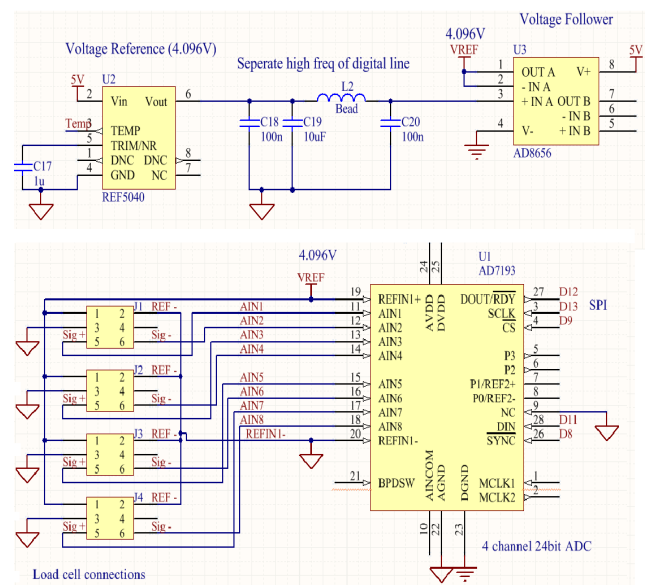 Voltage Follower
Voltage Reference (4.096V)
Seperate high freq of digital line
4.096V
VREF
U3
5V
1 OUT A V+ 8
2 - IN A
3 + IN A OUT B 7
- IN B 6
4 V- + IN B 5
AD8656
5V
U2
2 Vin Vout 6
Temp 3 TEMP
5 TRIM/NR
1 DNC DNC 8
4 GND NC 7
REF5040
C17
1u
C18
100n
C19
10uF
L2
Bead
C20
100n
4.096V
VREF
U1
AD7193
24 25
AVDD
DVDD
19 REFIN1+ DOUT/RDY 27 D12
SPI
11 AIN1 SCLK 3 D13
12 AIN2 CS 4 D9
13 AIN3
14 AIN4 P3 5
P2 6
15 AIN5 P1/REF2+ 7
16 AIN6 P0/REF2- 8
17 AIN7 NC 9
18 AIN8 DIN 28 D11
20 REFIN1- SYNC 26 D8
21 BPDSW MCLK1 1
MCLK2 2
AINCOM
AGND
DGND
10 22 23
4 channel 24bit ADC
AIN1
AIN2
AIN3
AIN4
AIN5
AIN6
AIN7
AIN8
REFIN1-
J1 REF -
1 2
3 4
5 6
Sig + Sig -
J2 REF -
1 2
3 4
5 6
Sig + Sig -
J3 REF -
1 2
3 4
5 6
Sig + Sig -
J4 REF -
1 2
3 4
5 6
Sig + Sig -
Load cell connections